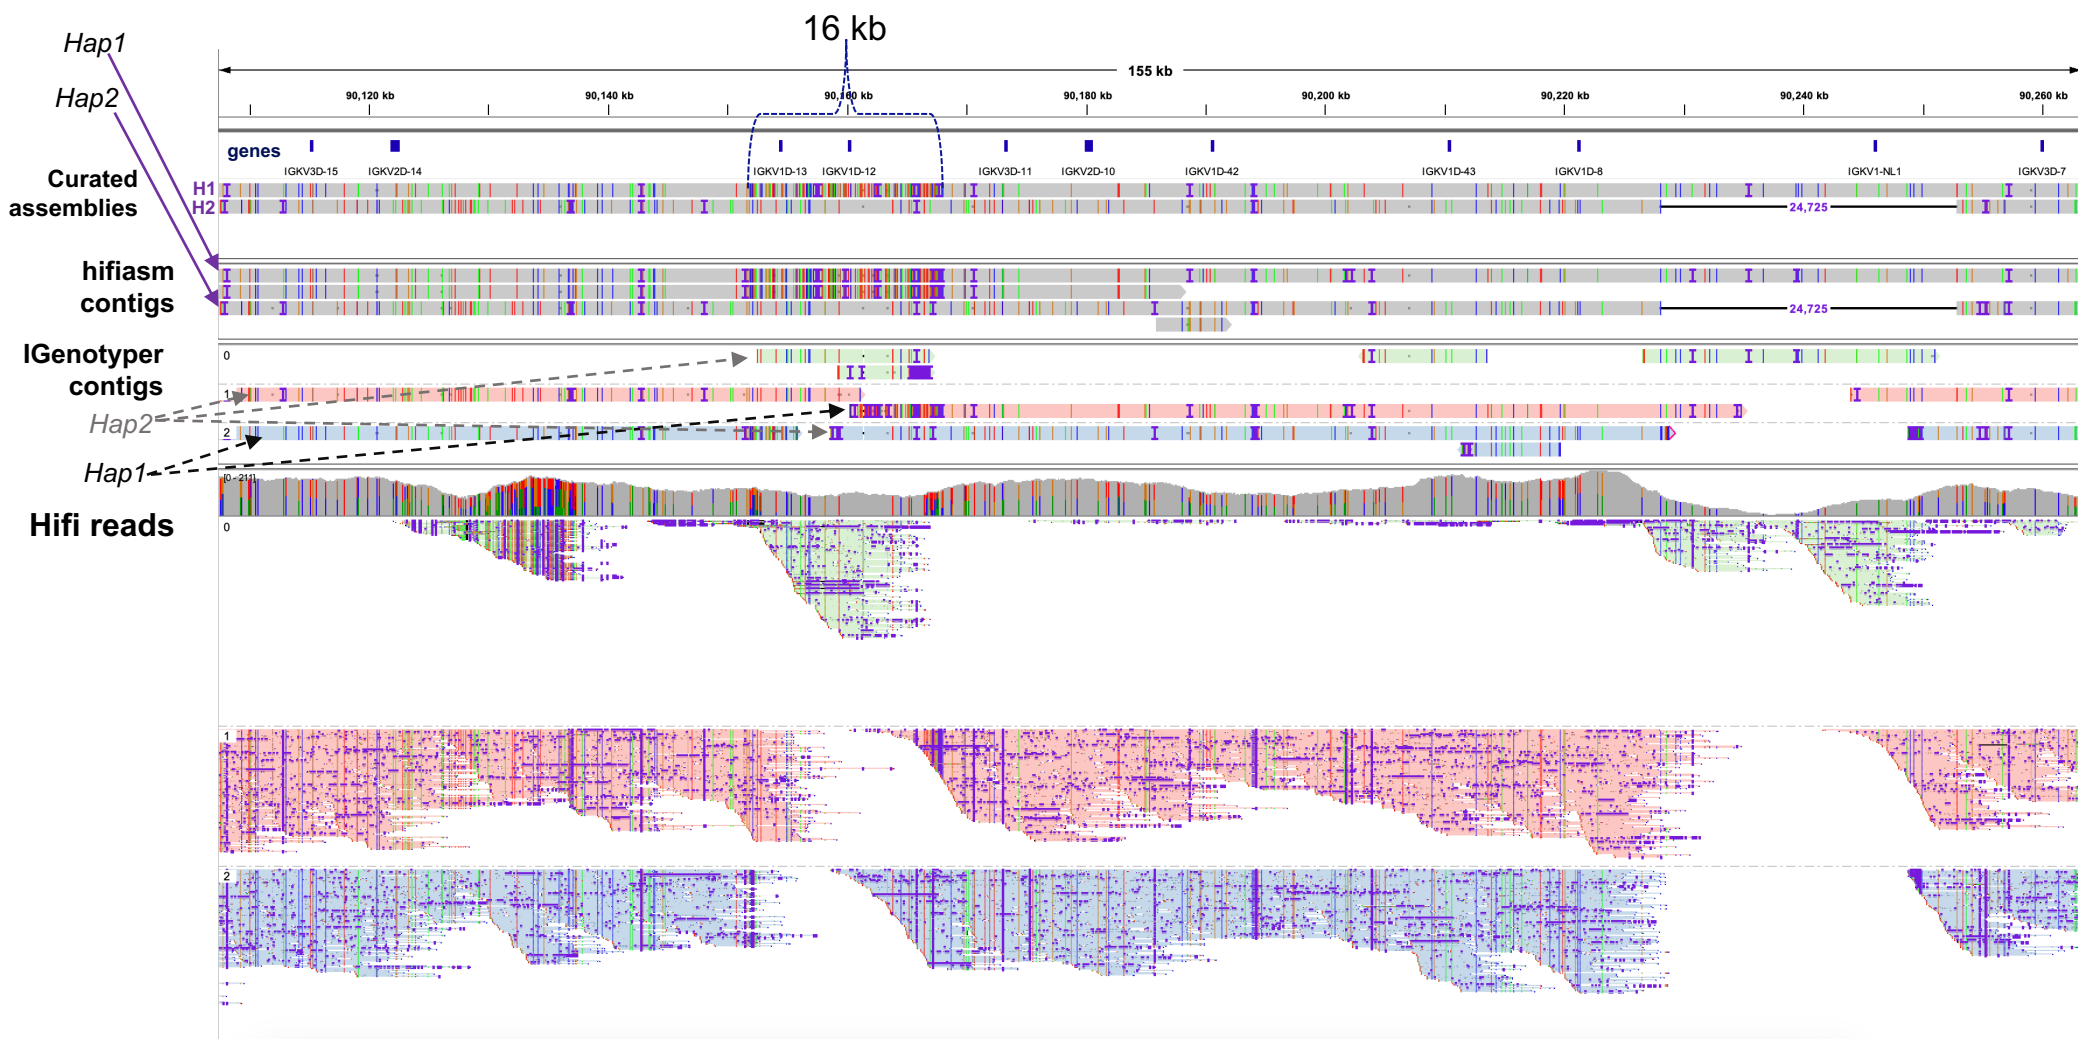 16 kb
Hap1
Hap2
155 kb
90,120 kb 90,140 kb 90,160 kb 90,180 kb 90,200 kb 90,220 kb 90,240 kb 90,260 kb
genes
IGKV3D-15 IGKV2D-14 IGKV1D-13 IGKV1D-12 IGKV3D-11 IGKV2D-10 IGKV1D-42 IGKV1D-43 IGKV1D-8 IGKV1-NL1 IGKV3D-7
Curated
assemblies
H1
H2
24,725
hifiasm
contigs
24,725
IGenotyper
contigs
0
1
2
Hap2
Hap1
[0 - 211]
Hifi reads
0
1
2